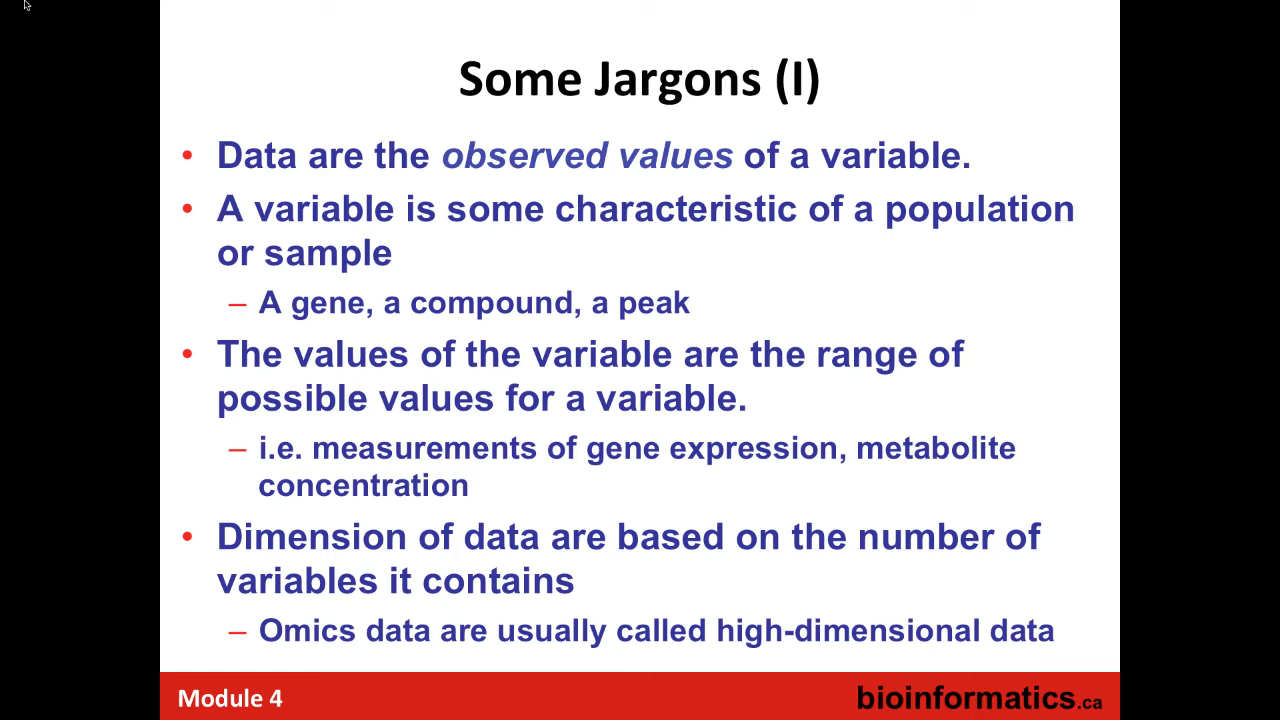 Some Jargons (I)
• Data are the observed values of a variable.
• A variable is some characteristic of a population
or sample
– A gene, a compound, a peak
• The values of the variable are the range of
possible values for a variable.
– i.e. measurements of gene expression, metabolite
concentration
• Dimension of data are based on the number of
variables it contains
– Omics data are usually called high-dimensional data
Module 4
bioinformatics.ca